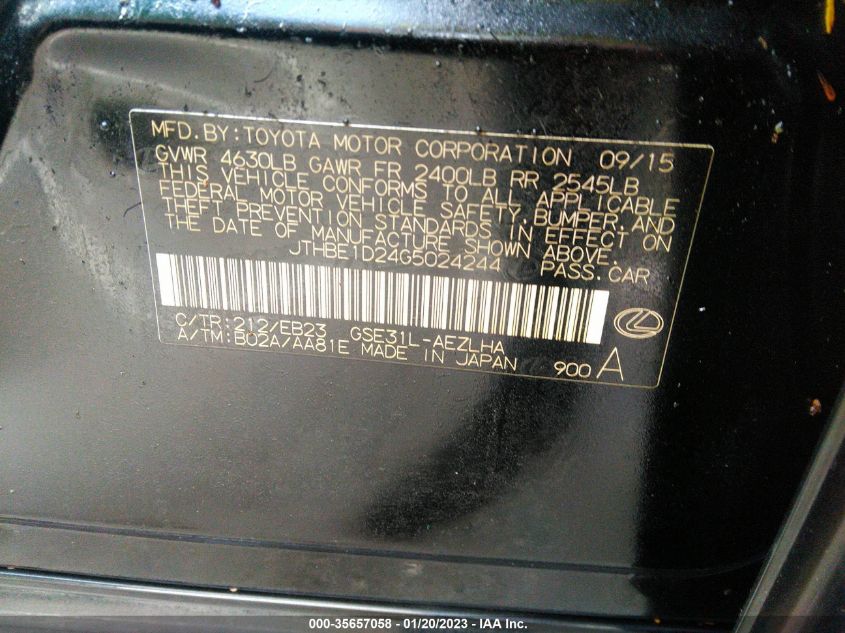 MFD. BY: TOYOTA MOTOR CORPORATION 09/15
GVWR 4630LB GAWR FR 2400LB RR 2545LB
THIS VEHICLE CONFORMS TO ALL APPLICABLE
FEDERAL MOTOR VEHICLE SAFETY, BUMPER, AND
THEFT PREVENTION STANDARDS IN EFFECT ON
THE DATE OF MANUFACTURE SHOWN ABOVE.
JTHBE1D24G5024244 PASS. CAR
C/TR: 212/EB23 GSE31L-AEZLHA
A/TM: B02A/AA81E MADE IN JAPAN 900 A
000-35657058 - 01/20/2023 - IAA Inc.